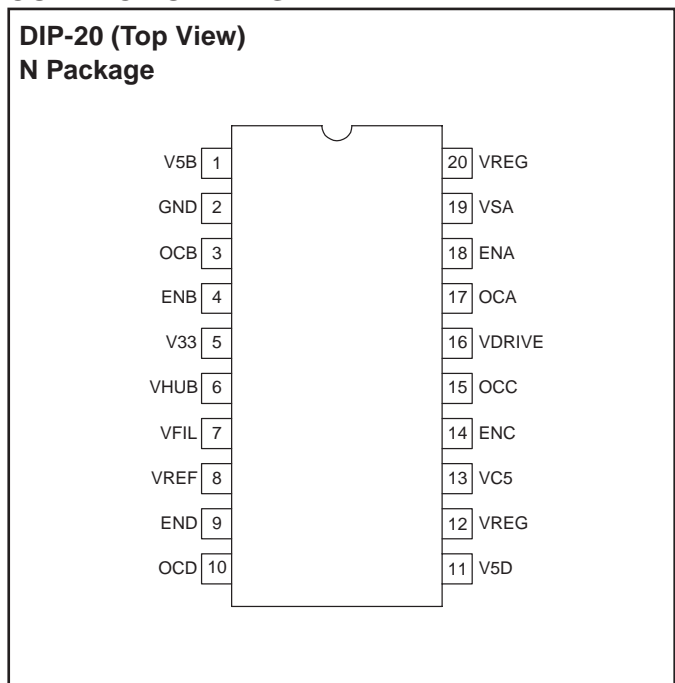 DIP-20 (Top View)
N Package
V5B 1
GND 2
OCB 3
ENB 4
V33 5
VHUB 6
VFIL 7
VREF 8
END 9
OCD 10
20 VREG
19 VSA
18 ENA
17 OCA
16 VDRIVE
15 OCC
14 ENC
13 VC5
12 VREG
11 V5D